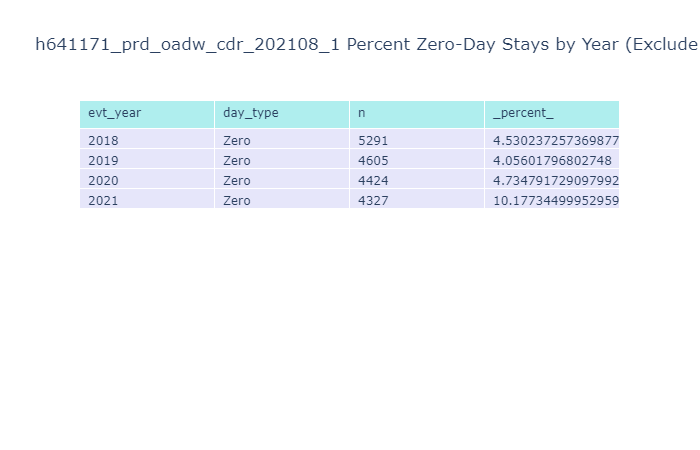 h641171_prd_oadw_cdr_202108_1 Percent Zero-Day Stays by Year (Exclude
evt_year day_type n _percent_
2018 Zero 5291 4.530237257369877
2019 Zero 4605 4.05601796802748
2020 Zero 4424 4.734791729097992
2021 Zero 4327 10.17734499952959